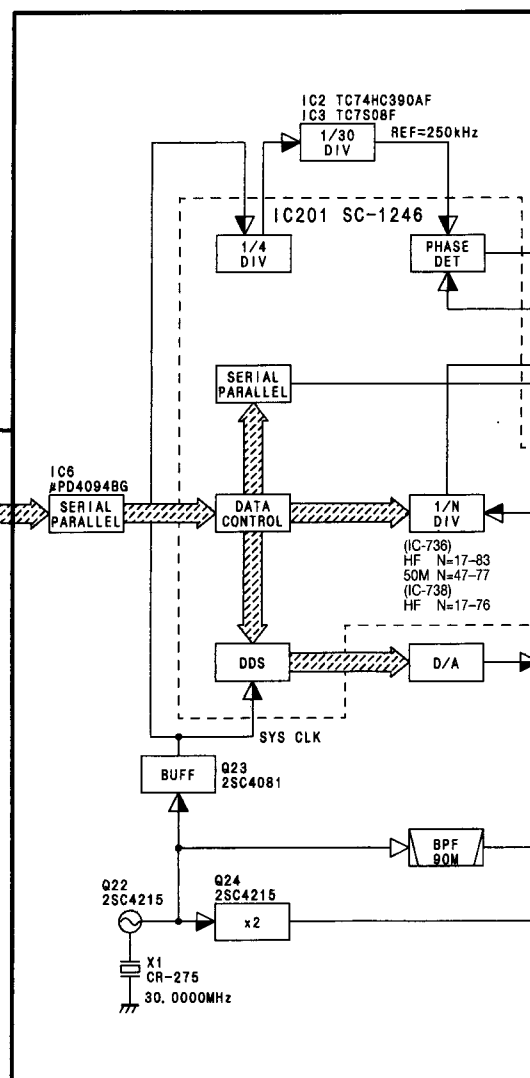 IC2 TC74HC390AF
IC3 TC7S08F
1/30
DIV
REF=250kHz
IC201 SC-1246
1/4
DIV
PHASE
DET
SERIAL
PARALLEL
IC6
µPD4094BG
SERIAL
PARALLEL
DATA
CONTROL
1/N
DIV
(IC-736)
HF N=17-83
50M N=47-77
(IC-738)
HF N=17-76
DDS
D/A
SYS CLK
BUFF
Q23
2SC4081
BPF
90M
Q22
2SC4215
Q24
2SC4215
x2
X1
CR-275
30.0000MHz